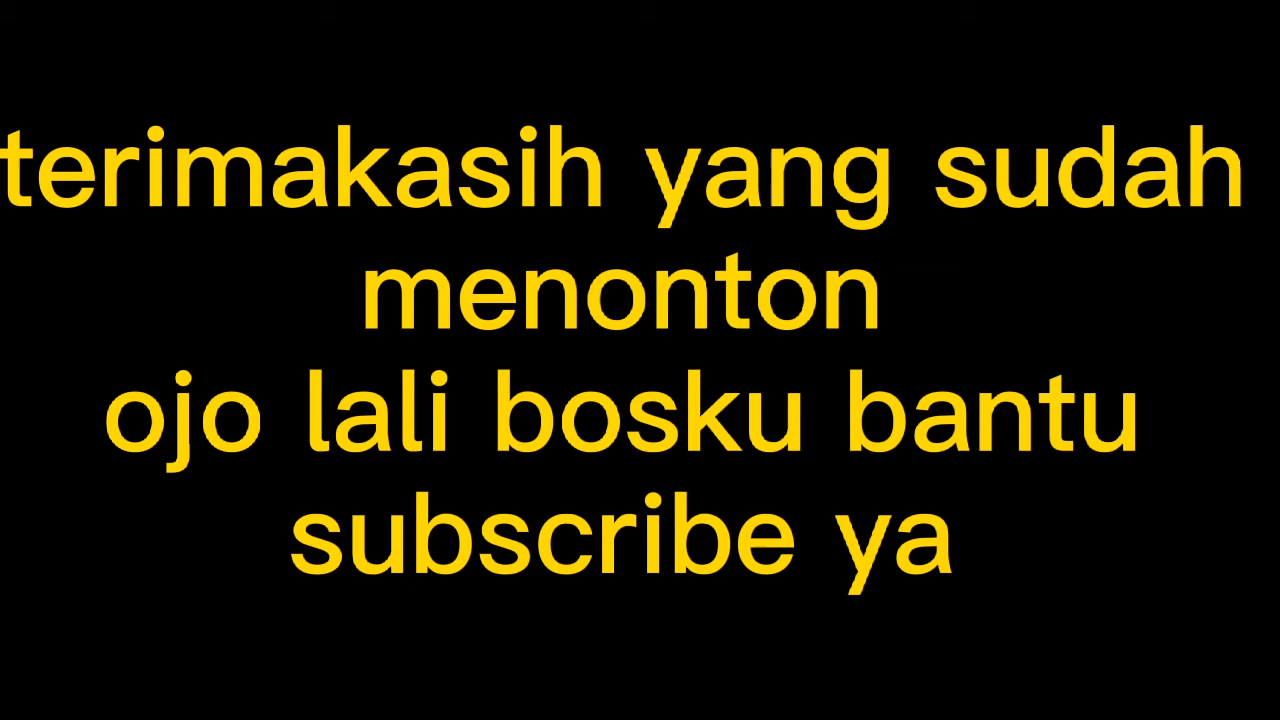 terimakasih yang sudah
menonton
ojo lali bosku bantu
subscribe ya